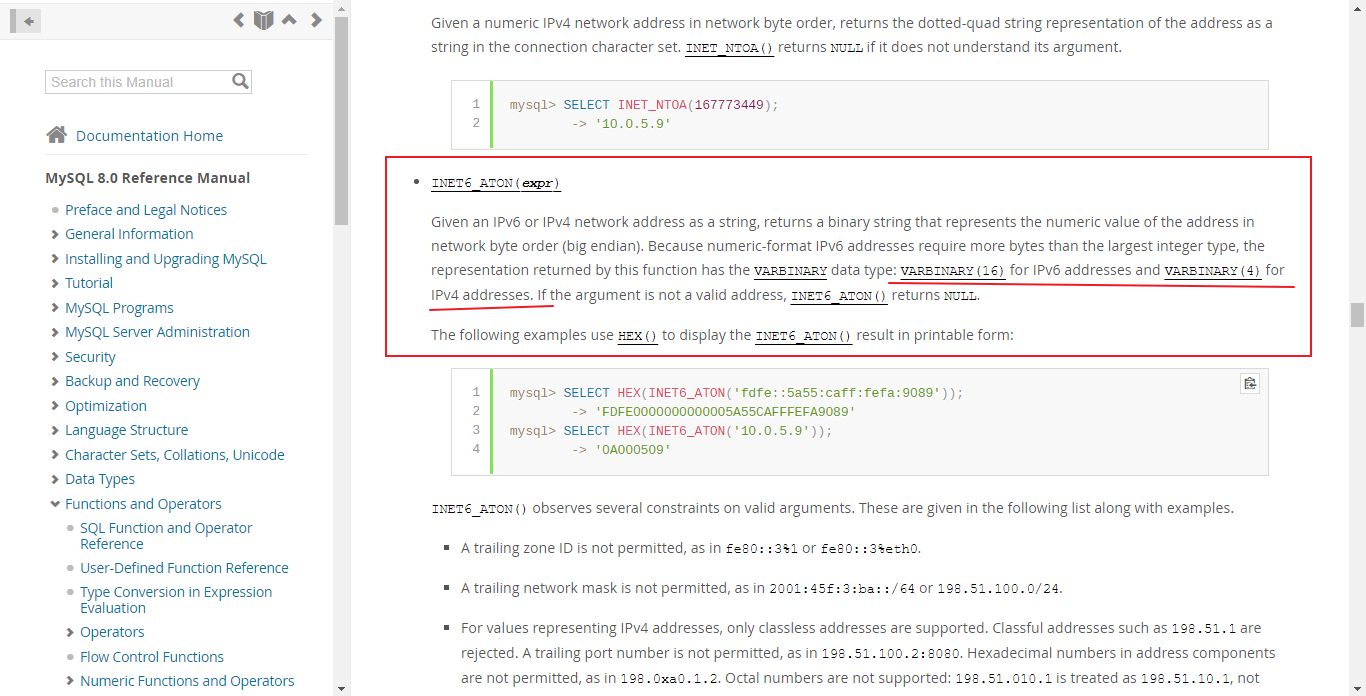 Search this Manual
Documentation Home
MySQL 8.0 Reference Manual
Preface and Legal Notices
General Information
Installing and Upgrading MySQL
Tutorial
MySQL Programs
MySQL Server Administration
Security
Backup and Recovery
Optimization
Language Structure
Character Sets, Collations, Unicode
Data Types
Functions and Operators
SQL Function and Operator
Reference
User-Defined Function Reference
Type Conversion in Expression
Evaluation
Operators
Flow Control Functions
Numeric Functions and Operators
Given a numeric IPv4 network address in network byte order, returns the dotted-quad string representation of the address as a
string in the connection character set. INET_NTOA() returns NULL if it does not understand its argument.
1 mysql> SELECT INET_NTOA(167773449);
2 -> '10.0.5.9'
INET6_ATON(expr)
Given an IPv6 or IPv4 network address as a string, returns a binary string that represents the numeric value of the address in
network byte order (big endian). Because numeric-format IPv6 addresses require more bytes than the largest integer type, the
representation returned by this function has the VARBINARY data type: VARBINARY(16) for IPv6 addresses and VARBINARY(4) for
IPv4 addresses. If the argument is not a valid address, INET6_ATON() returns NULL.
The following examples use HEX() to display the INET6_ATON() result in printable form:
1 mysql> SELECT HEX(INET6_ATON('fdfe::5a55:caff:fefa:9089'));
2 -> 'FDFE0000000000005A55CAFFFEFA9089'
3 mysql> SELECT HEX(INET6_ATON('10.0.5.9'));
4 -> '0A000509'
INET6_ATON() observes several constraints on valid arguments. These are given in the following list along with examples.
A trailing zone ID is not permitted, as in fe80::3%1 or fe80::3%eth0.
A trailing network mask is not permitted, as in 2001:45f:3:ba::/64 or 198.51.100.0/24.
For values representing IPv4 addresses, only classless addresses are supported. Classful addresses such as 198.51.1 are
rejected. A trailing port number is not permitted, as in 198.51.100.2:8080. Hexadecimal numbers in address components
are not permitted, as in 198.0xa0.1.2. Octal numbers are not supported: 198.51.010.1 is treated as 198.51.10.1, not